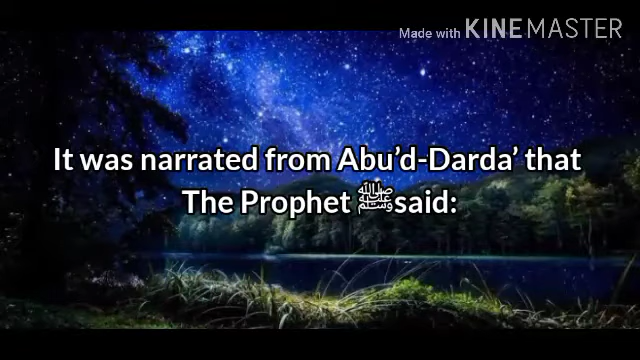 Made with KINEMASTER
It was narrated from Abu’d-Darda’ that
The Prophet ﷺ said: